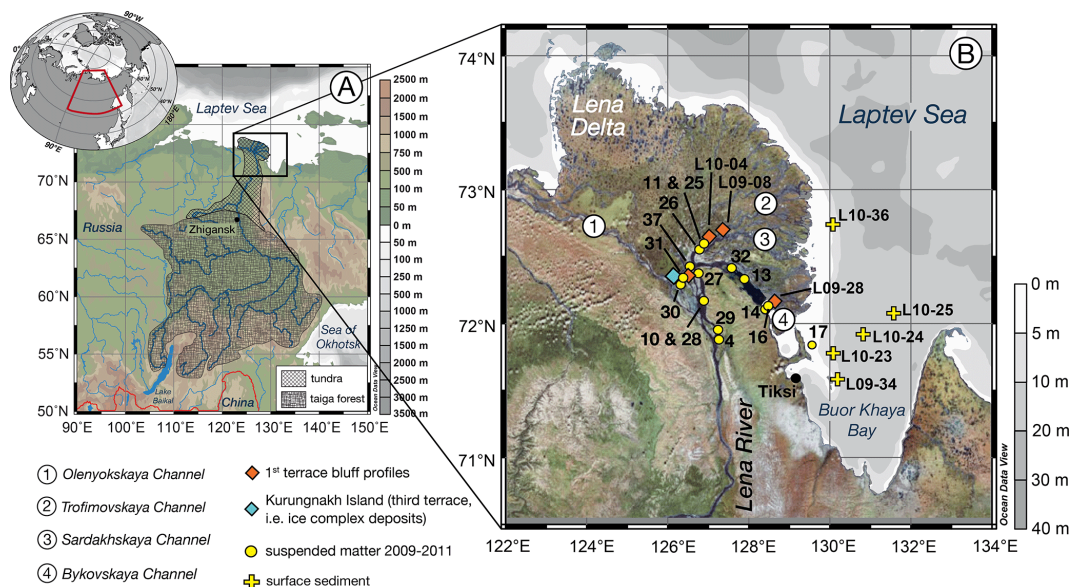 90°W
0°
180°E
60°N
50°N
40°N
90°E
A
Laptev Sea
70°N
65°N
60°N
55°N
50°N
Russia
Zhigansk
Lake
Baikal
China
Sea of
Okhotsk
tundra
taiga forest
Ocean Data View
90°E
100°E
110°E
120°E
130°E
140°E
150°E
2500 m
2000 m
1500 m
1000 m
750 m
500 m
100 m
50 m
0 m
50 m
100 m
250 m
500 m
1000 m
1250 m
1500 m
2000 m
2500 m
3000 m
3500 m
B
74°N
73°N
72°N
71°N
Lena
Delta
Laptev Sea
L10-04
11 & 25
L09-08
26
37
31
1
2
3
32
13
27
30
29
10 & 28
4
14
16
L09-28
4
17
L10-36
L10-25
L10-24
L10-23
L09-34
Tiksi
Buor Khaya
Bay
Lena River
Ocean Data View
122°E
124°E
126°E
128°E
130°E
132°E
134°E
0 m
5 m
10 m
20 m
30 m
40 m
1 Olenyokskaya Channel
2 Trofimovskaya Channel
3 Sardakhskaya Channel
4 Bykovskaya Channel
1st terrace bluff profiles
Kurungnakh Island (third terrace,
i.e. ice complex deposits)
suspended matter 2009-2011
surface sediment